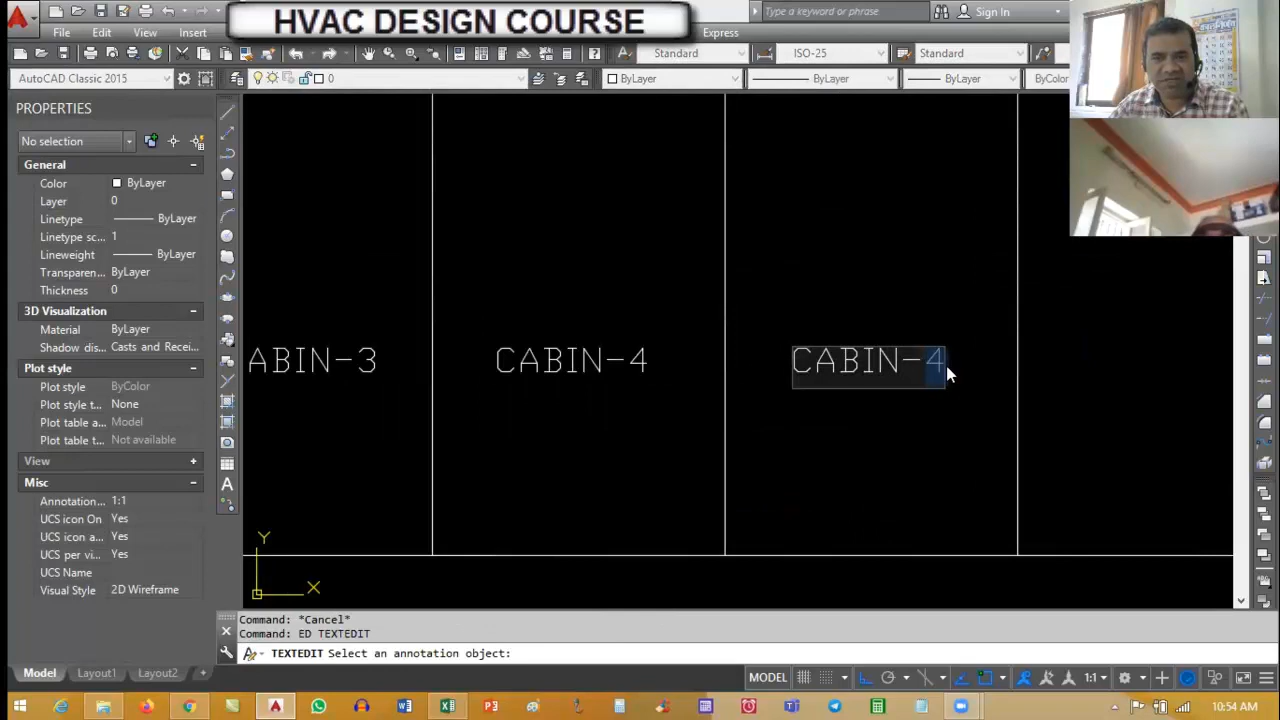 HVAC DESIGN COURSE
Type a keyword or phrase
Sign In
File Edit View Insert Express
Standard ISO-25 Standard
AutoCAD Classic 2015 0 ByLayer ByLayer ByLayer ByColor
PROPERTIES
No selection
General
Color ByLayer
Layer 0
Linetype ByLayer
Linetype sc... 1
Lineweight ByLayer
Transparen... ByLayer
Thickness 0
3D Visualization
Material ByLayer
Shadow dis... Casts and Recei...
Plot style
Plot style ByColor
Plot style t... None
Plot table a... Model
Plot table t... Not available
View
Misc
Annotation... 1:1
UCS icon On Yes
UCS icon a... Yes
UCS per vi... Yes
UCS Name
Visual Style 2D Wireframe
ABIN-3 CABIN-4 CABIN-4
Y
X
Command: *Cancel*
Command: ED TEXTEDIT
TEXTEDIT Select an annotation object:
Model Layout1 Layout2 +
MODEL 1:1
10:54 AM